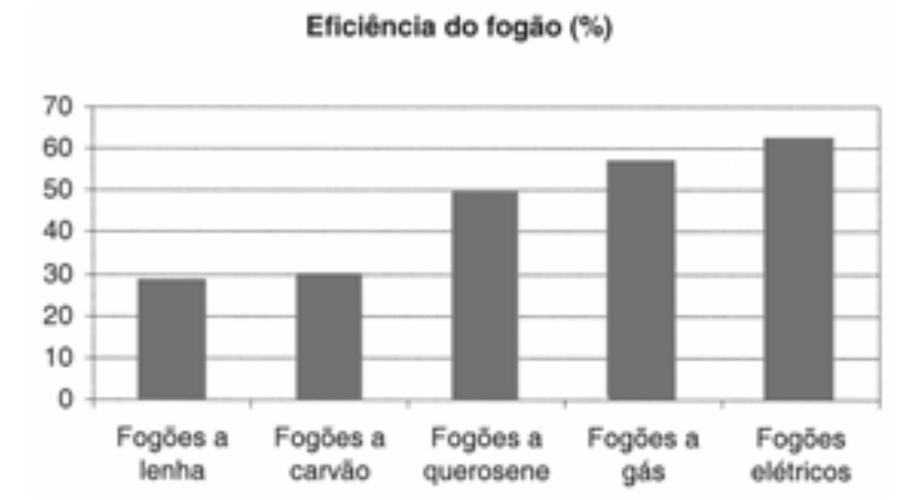 Eficiência do fogão (%)
70
60
50
40
30
20
10
0
Fogões a
lenha
Fogões a
carvão
Fogões a
querosene
Fogões a
gás
Fogões
elétricos